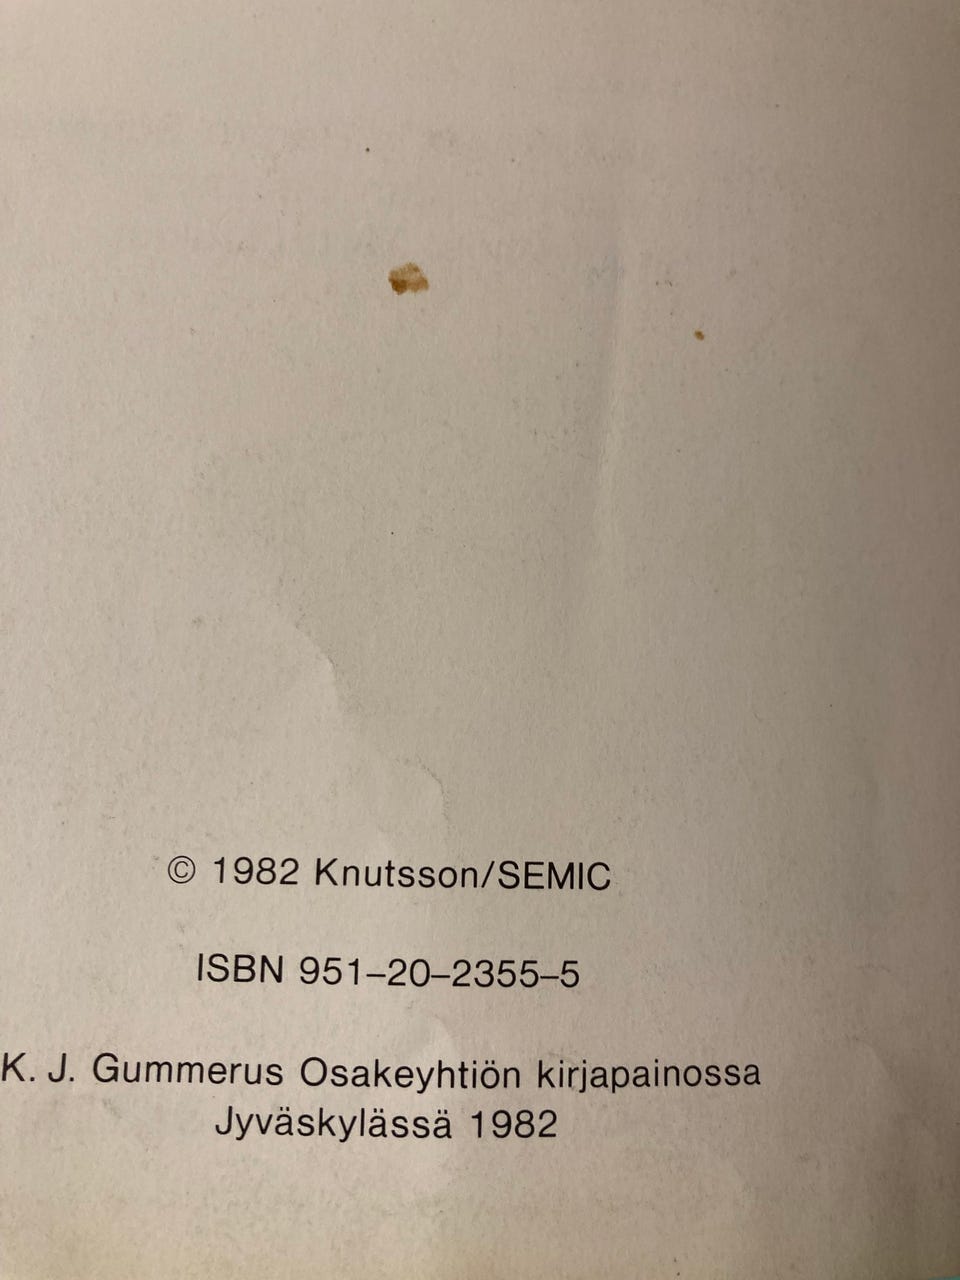 © 1982 Knutsson/SEMIC
ISBN 951–20–2355–5
K. J. Gummerus Osakeyhtiön kirjapainossa
Jyväskylässä 1982